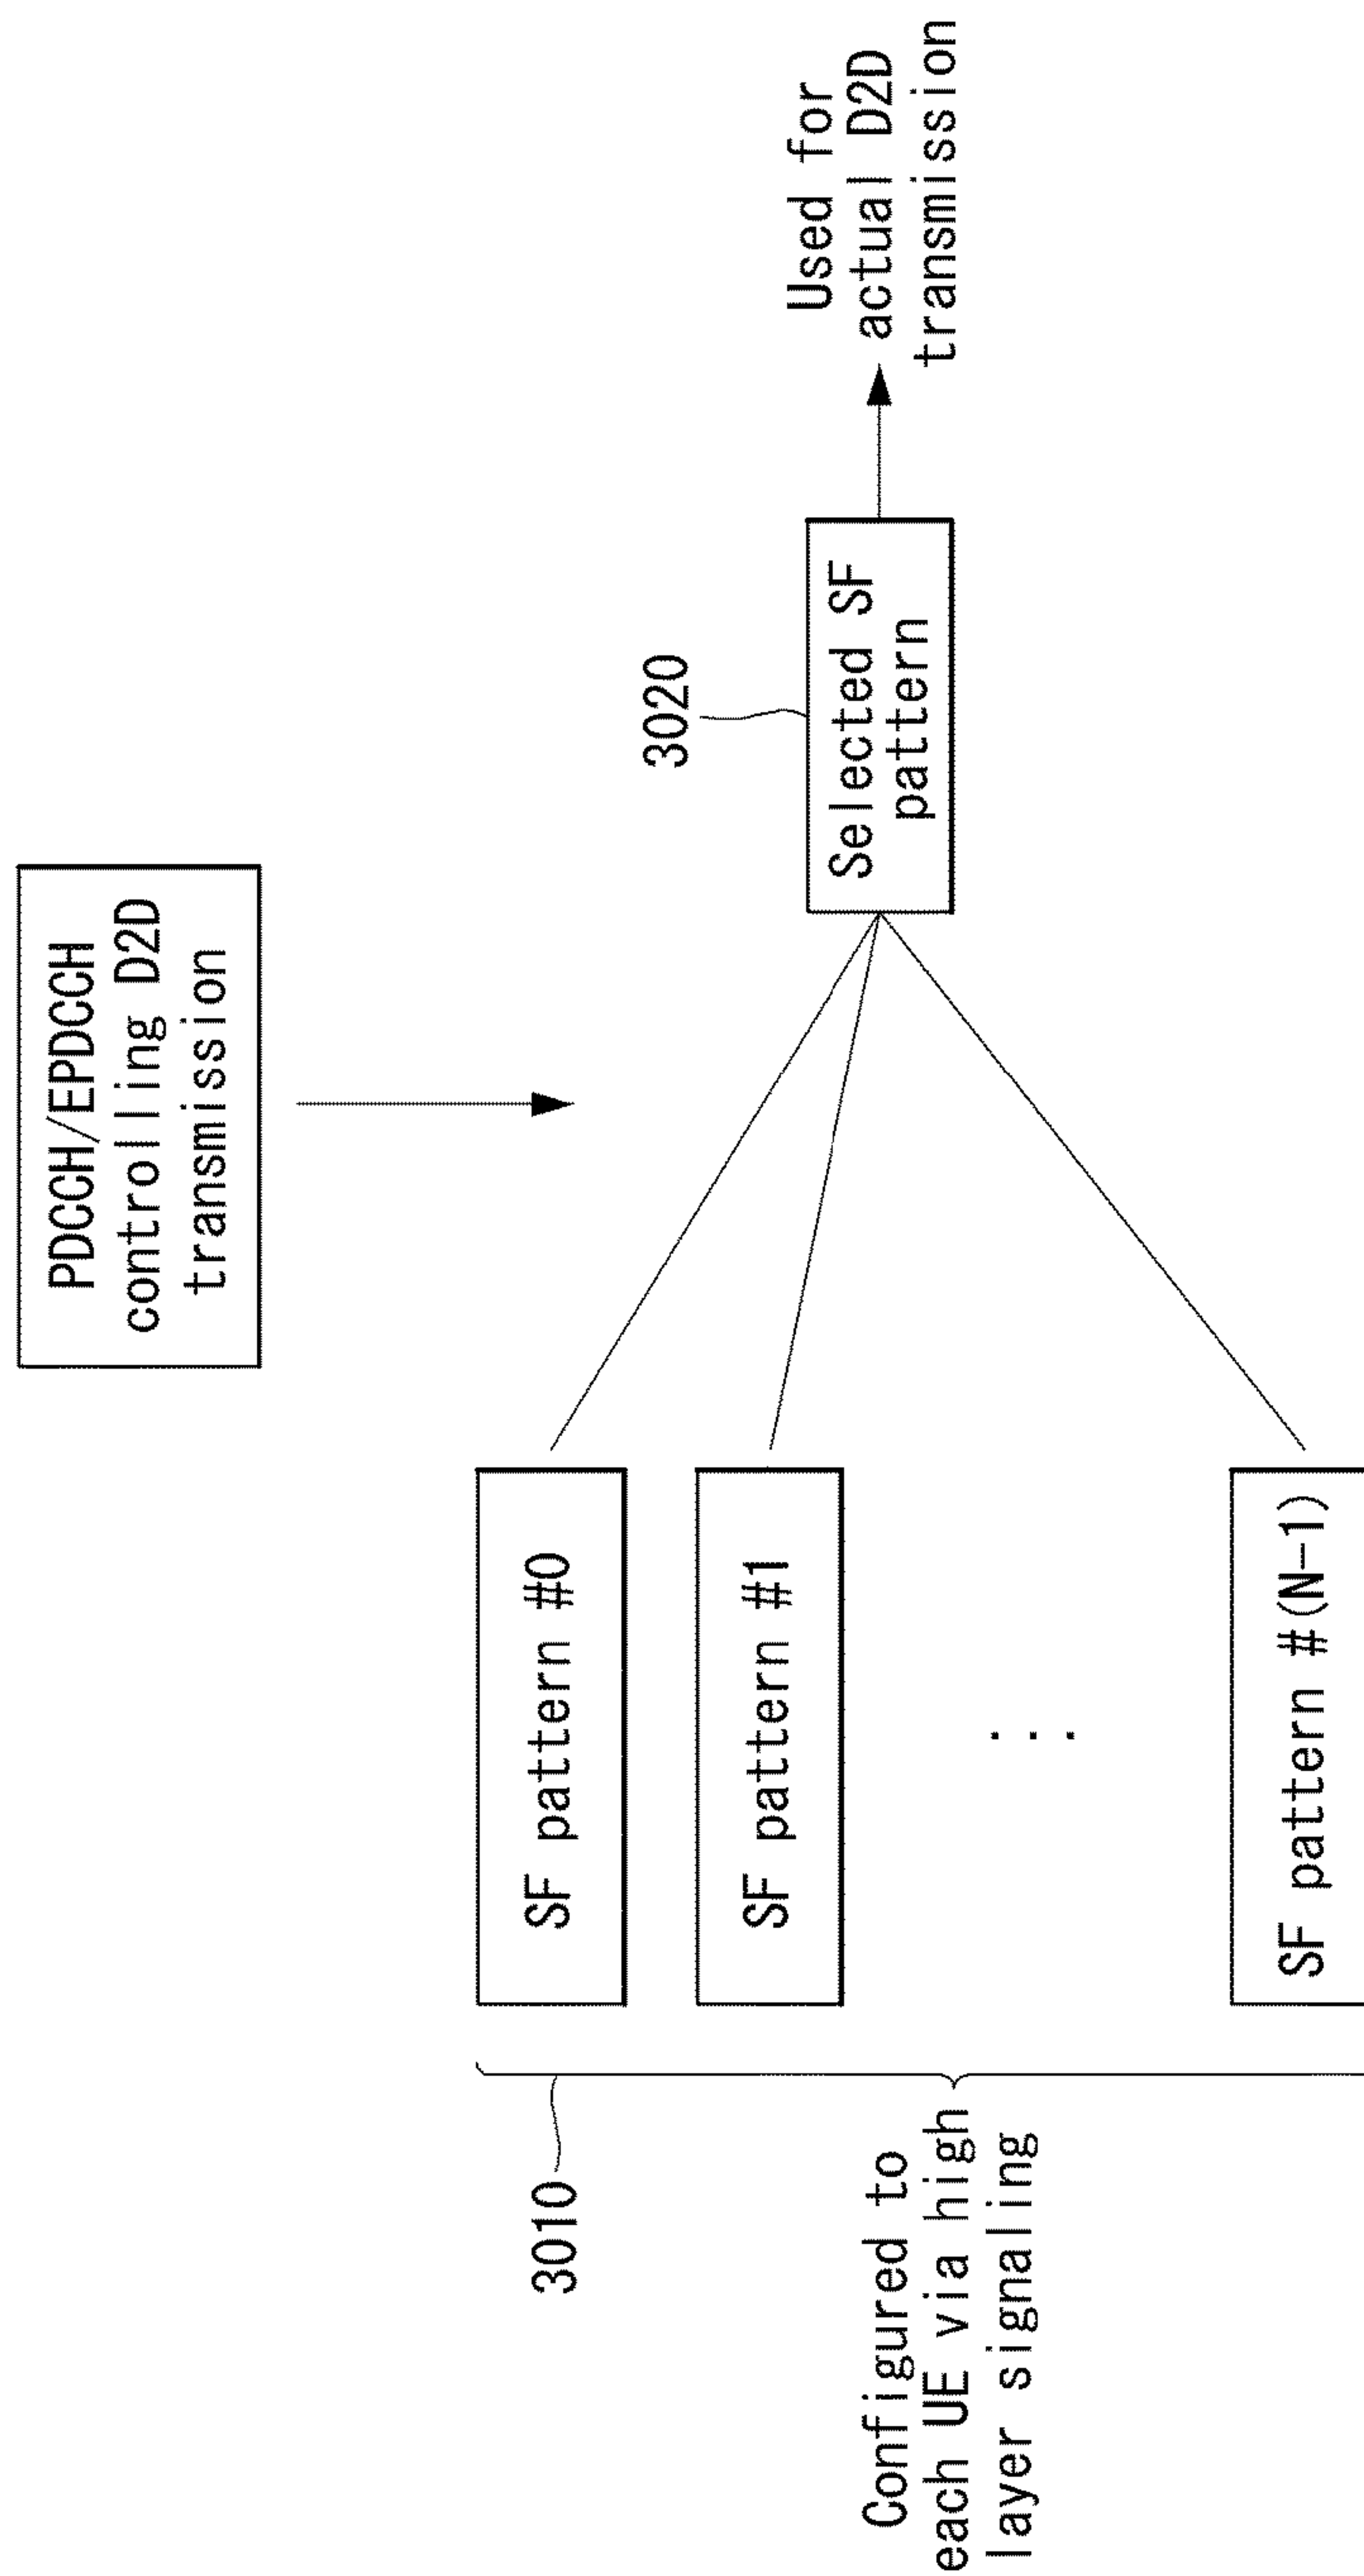 PDCCH/EPDCCH
controlling D2D
transmission
3010
Configured to
each UE via high
layer signaling
SF pattern #0
SF pattern #1
...
SF pattern #(N-1)
3020
Selected SF
pattern
Used for
actual D2D
transmission